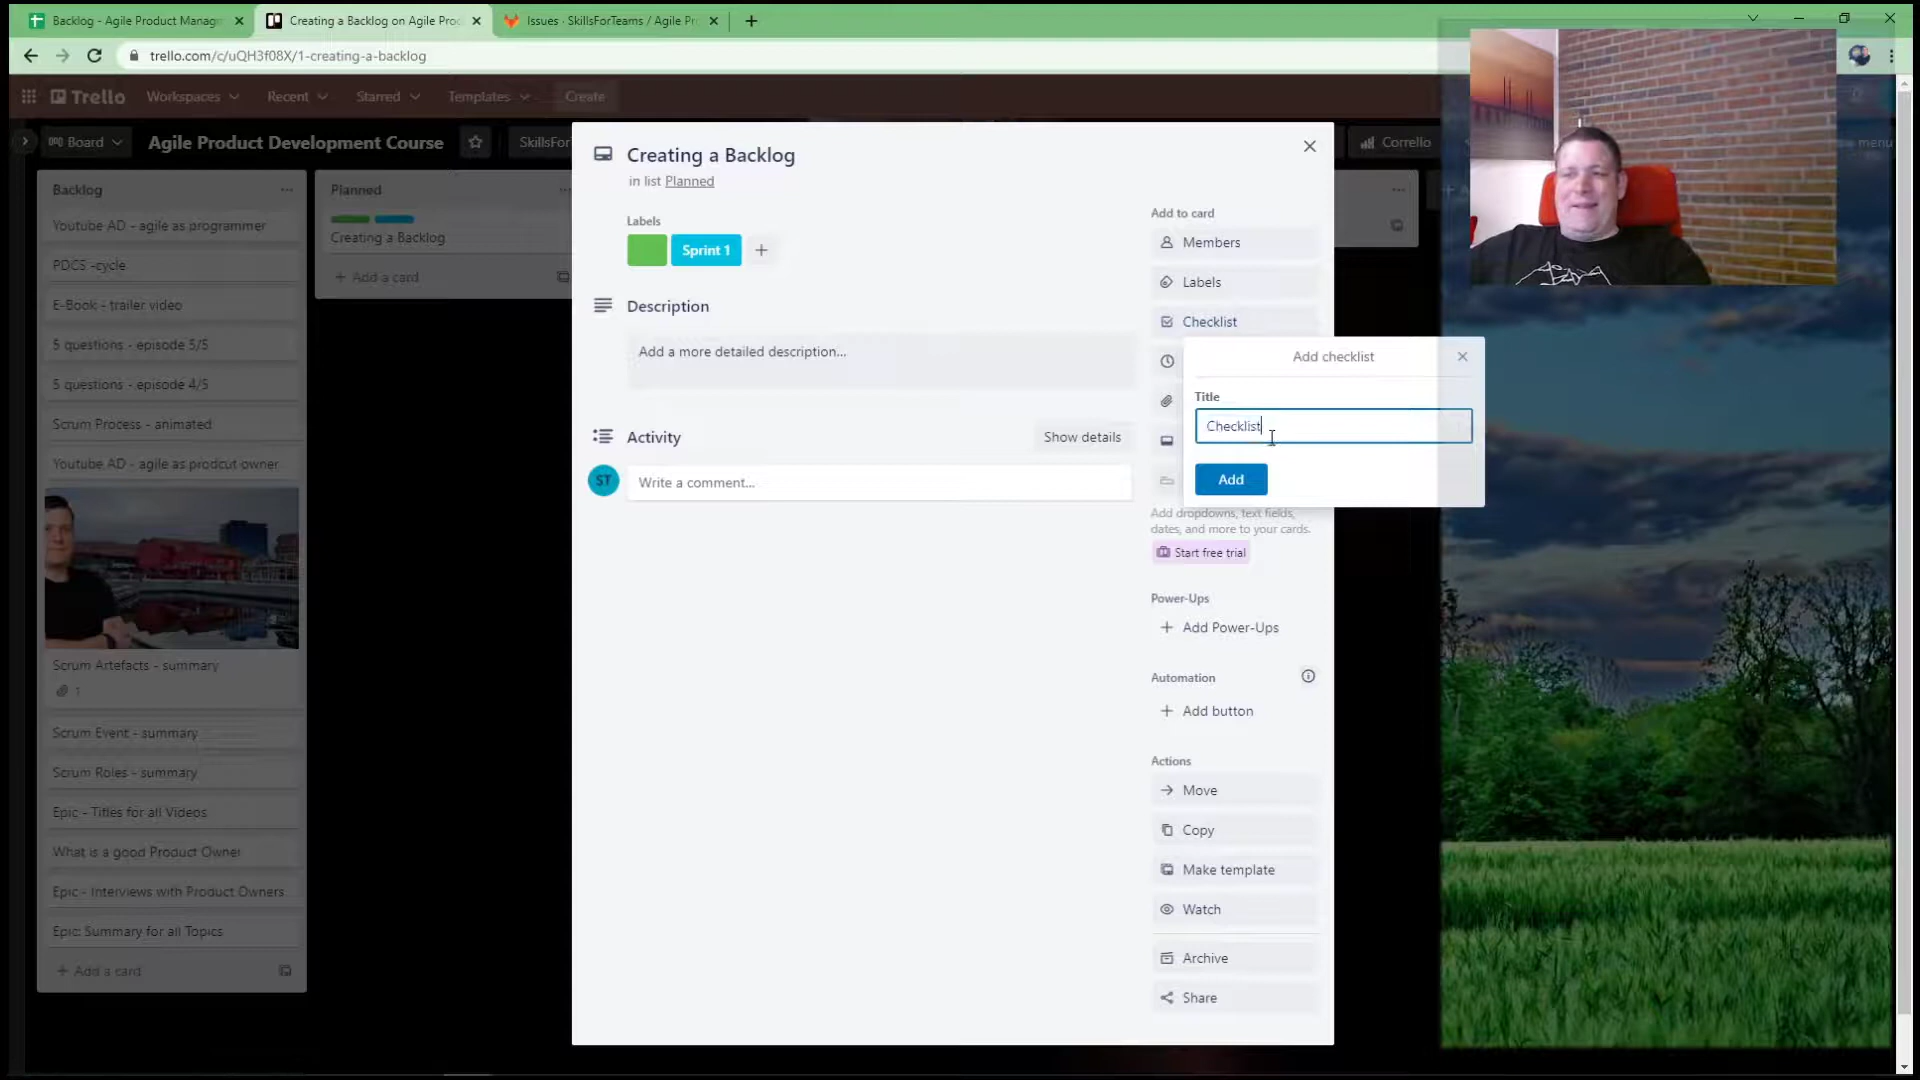 Backlog - Agile Product Managm
Creating a Backlog on Agile Proc
Issues · SkillsForTeams / Agile Pr
trello.com/c/uQH3f08X/1-creating-a-backlog
Trello
Workspaces
Recent
Starred
Templates
Create
Board
Agile Product Development Course
SkillsFor
Corrello
menu
Backlog
Youtube AD - agile as programmer
PDCS -cycle
E-Book - trailer video
5 questions - episode 5/5
5 questions - episode 4/5
Scrum Process - animated
Youtube AD - agile as prodcut owner
Scrum Artefacts - summary
1
Scrum Event - summary
Scrum Roles - summary
Epic - Titles for all Videos
What is a good Product Owner
Epic - Interviews with Product Owners
Epic: Summary for all Topics
+ Add a card
Planned
Creating a Backlog
+ Add a card
Creating a Backlog
in list Planned
Labels
Sprint 1
Description
Add a more detailed description...
Activity
Show details
ST
Write a comment...
Add to card
Members
Labels
Checklist
Add checklist
Title
Checklist
Add
Add dropdowns, text fields,
dates, and more to your cards.
Start free trial
Power-Ups
+ Add Power-Ups
Automation
+ Add button
Actions
Move
Copy
Make template
Watch
Archive
Share